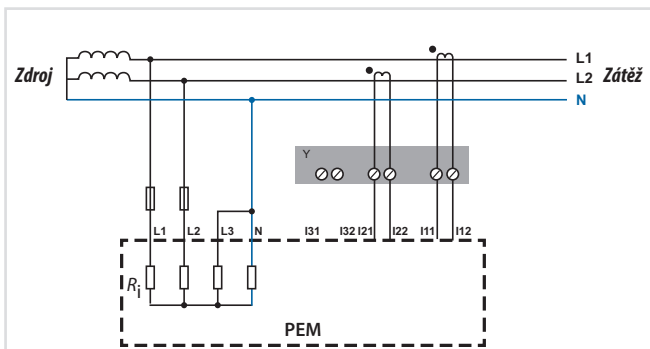 L1
Zdroj
L2 Zátěž
N
Y
L1 L2 L3 N I31 I32 I21 I22 I11 I12
Ri
PEM